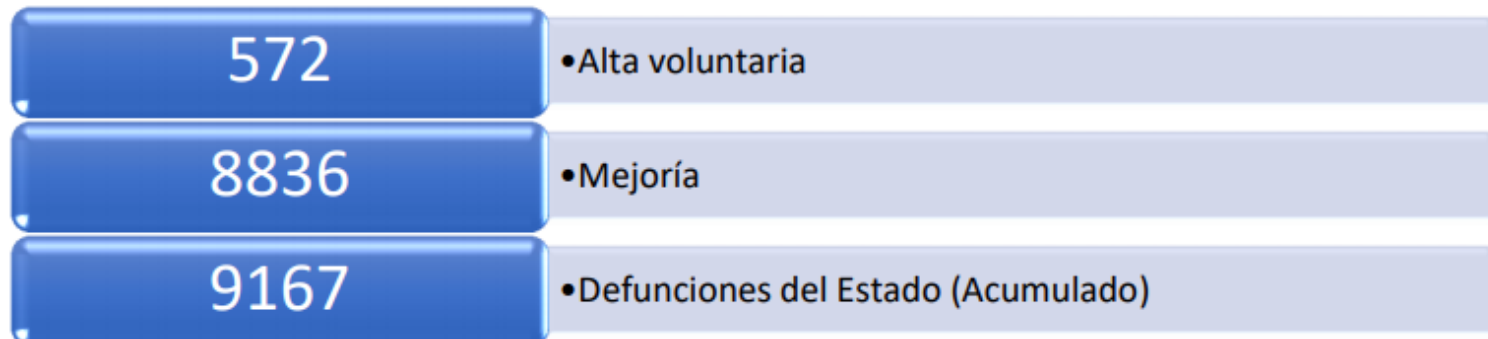 572
•Alta voluntaria
8836
•Mejoría
9167
•Defunciones del Estado (Acumulado)